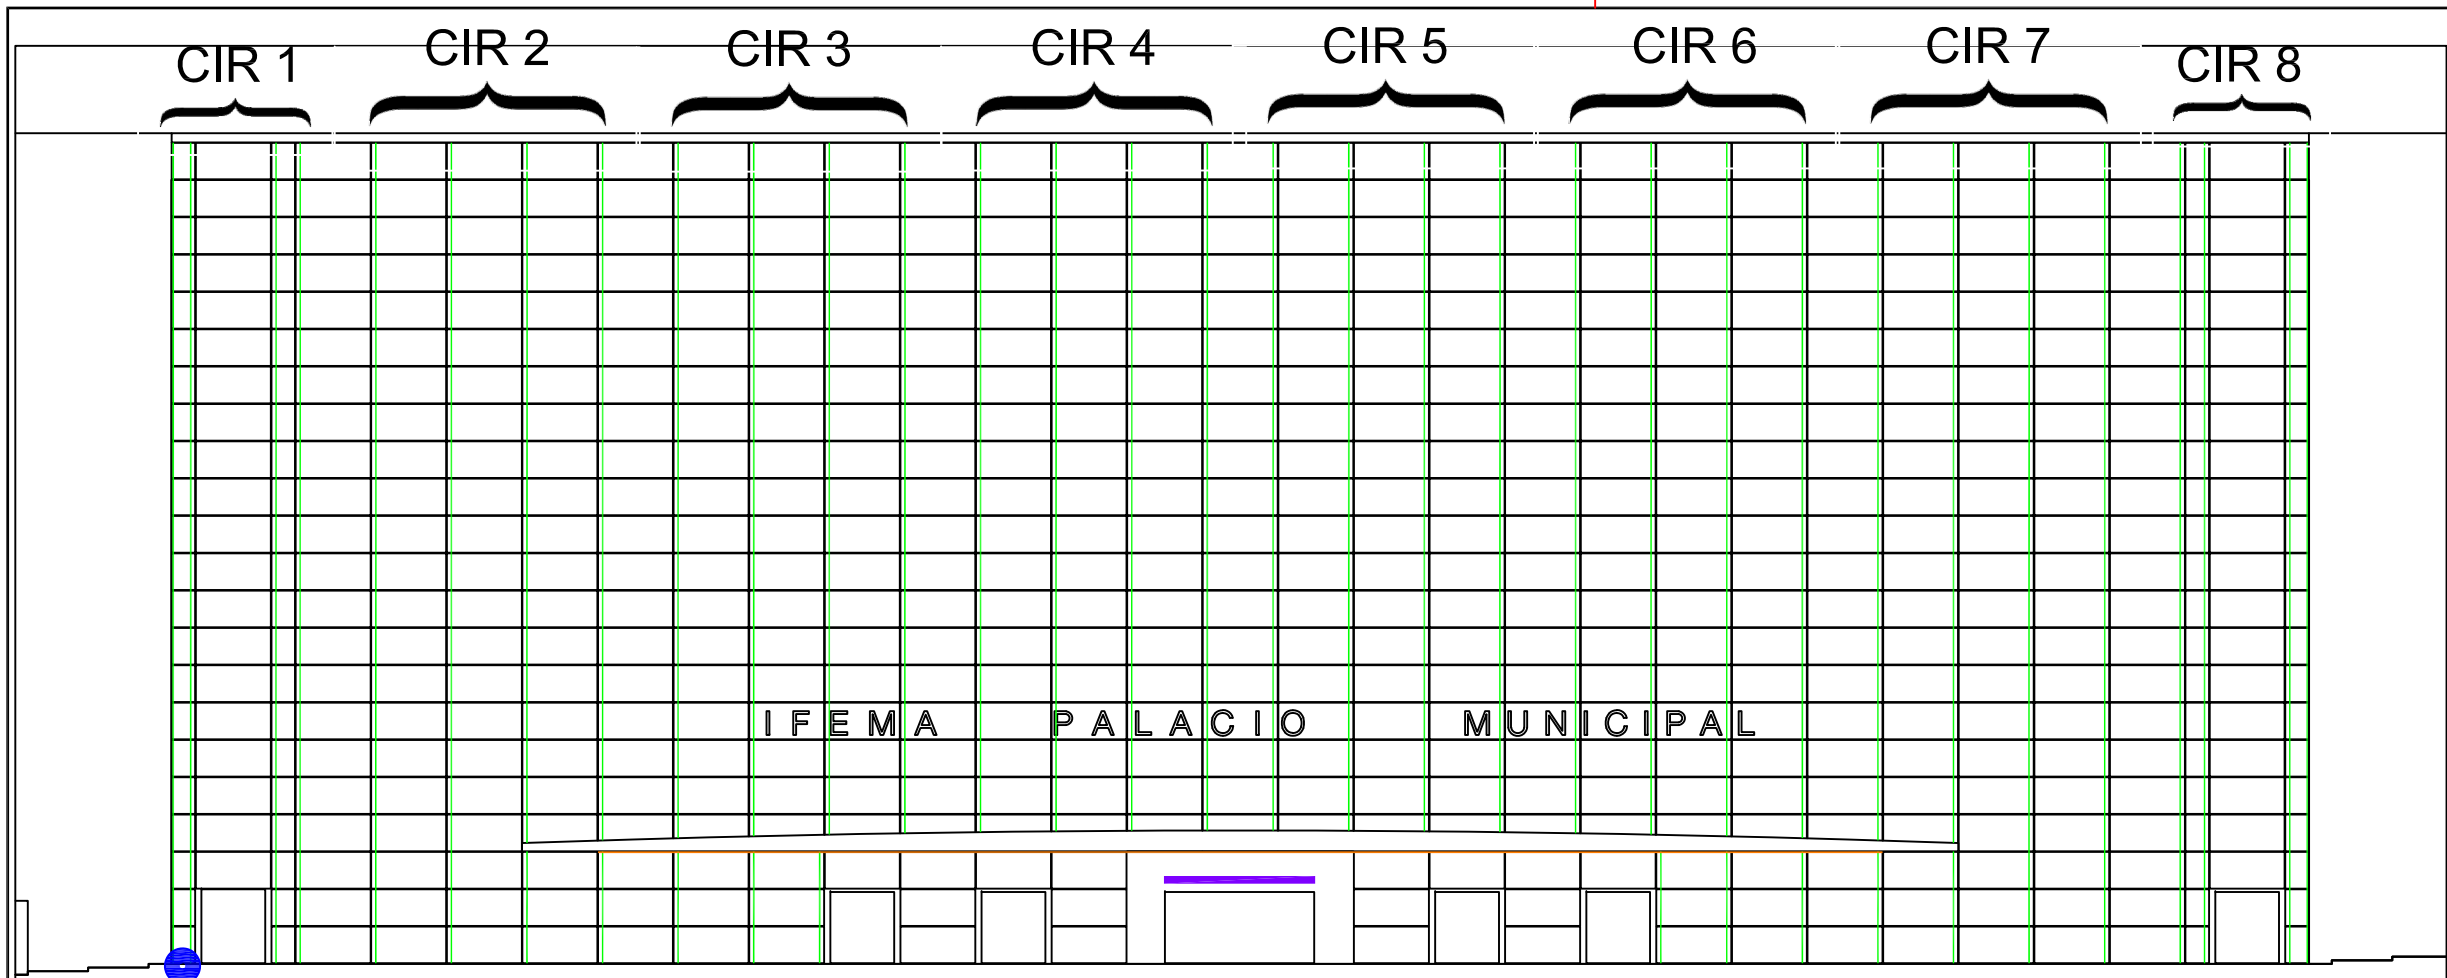 CIR 1 CIR 2 CIR 3 CIR 4 CIR 5 CIR 6 CIR 7 CIR 8
IFEMA PALACIO MUNICIPAL